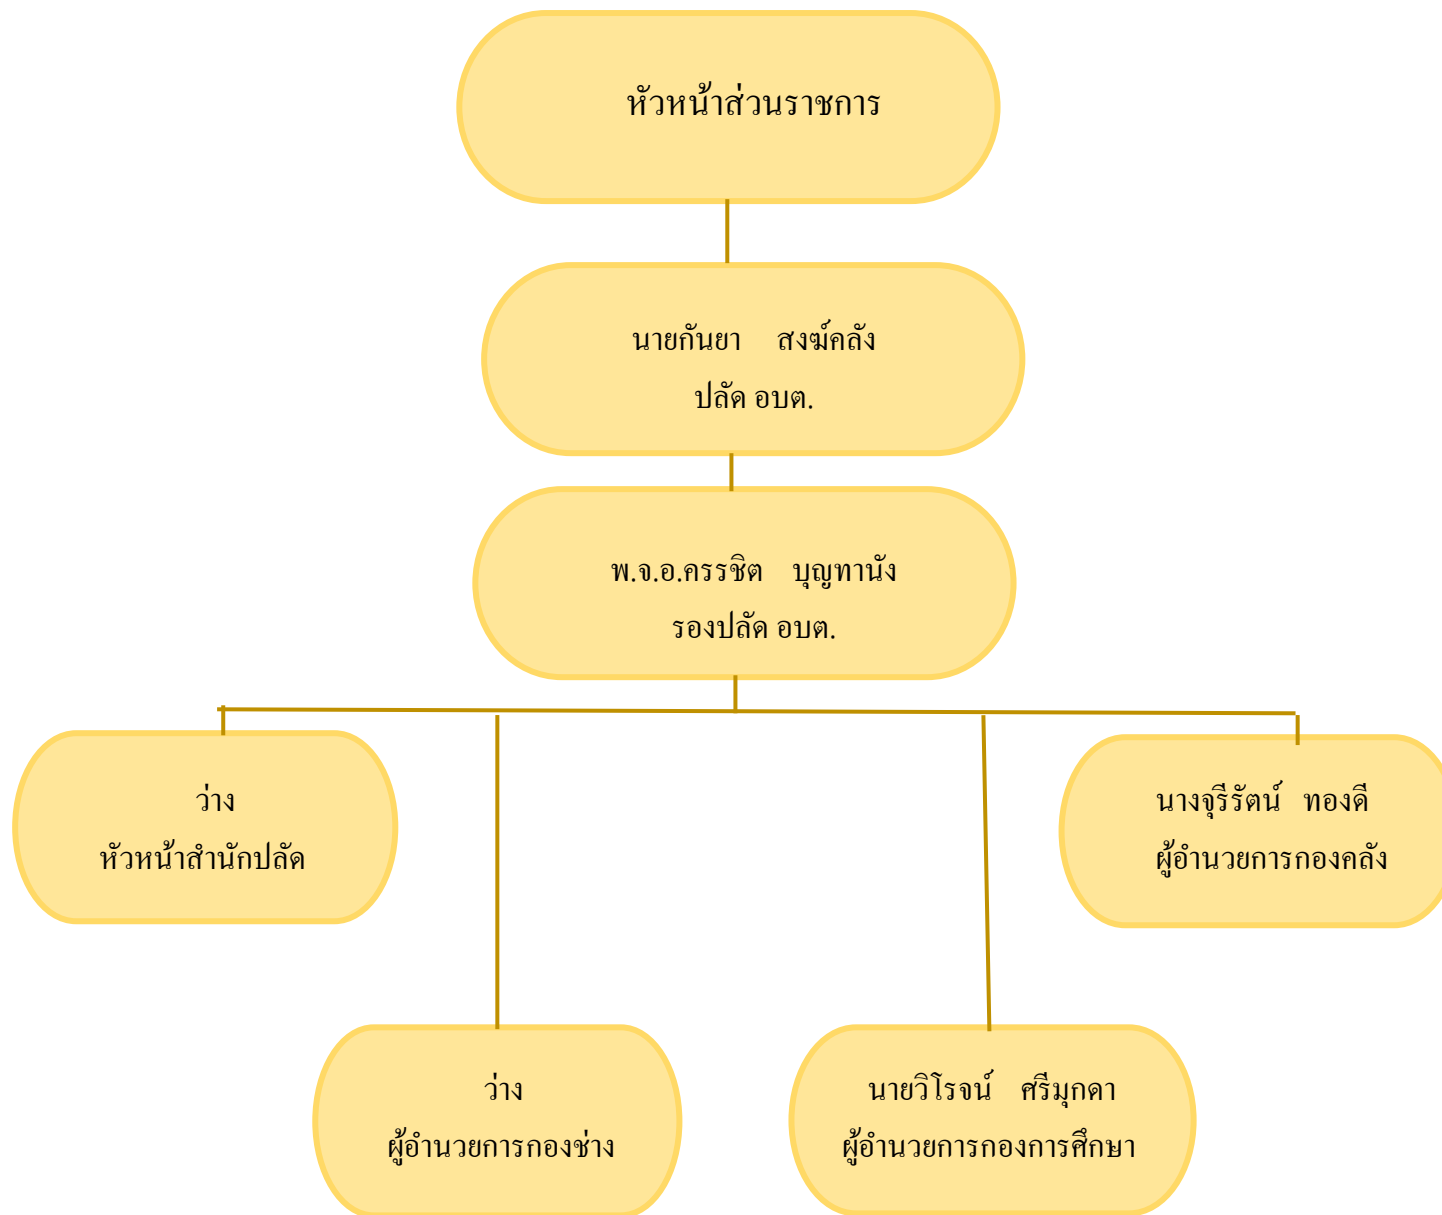 หัวหน้าส่วนราชการ
นายกันยา สงฆ์คลัง
ปลัด อบต.
พ.จ.อ.ครรชิต บุญทานัง
รองปลัด อบต.
ว่าง
หัวหน้าสำนักปลัด
นางจุรีรัตน์ ทองดี
ผู้อำนวยการกองคลัง
ว่าง
ผู้อำนวยการกองช่าง
นายวิโรจน์ ศรีมุกดา
ผู้อำนวยการกองการศึกษา